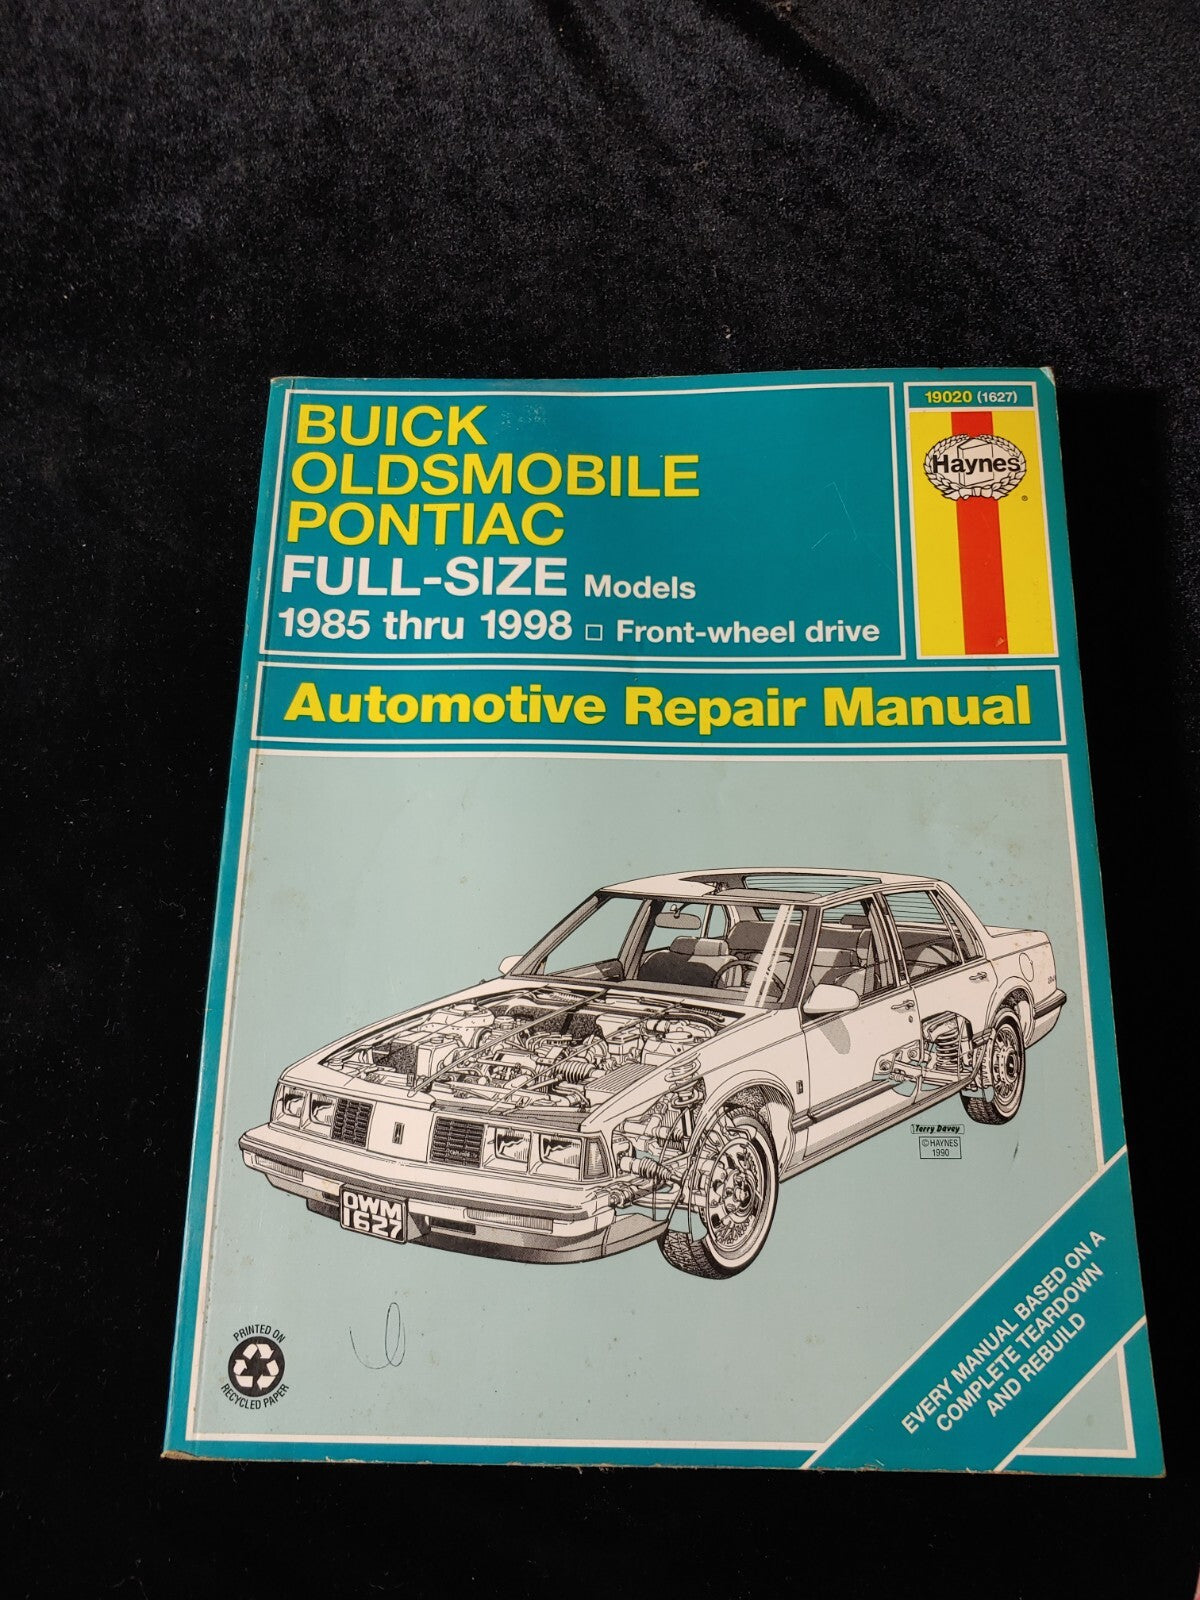 BUICK
OLDSMOBILE
PONTIAC
FULL-SIZE Models
1985 thru 1998 □ Front-wheel drive
19020 (1627)
Haynes
®
Automotive Repair Manual
Terry Davey
© HAYNES
1990
OWM
1627
PRINTED ON
RECYCLED PAPER
EVERY MANUAL BASED ON A
COMPLETE TEARDOWN
AND REBUILD